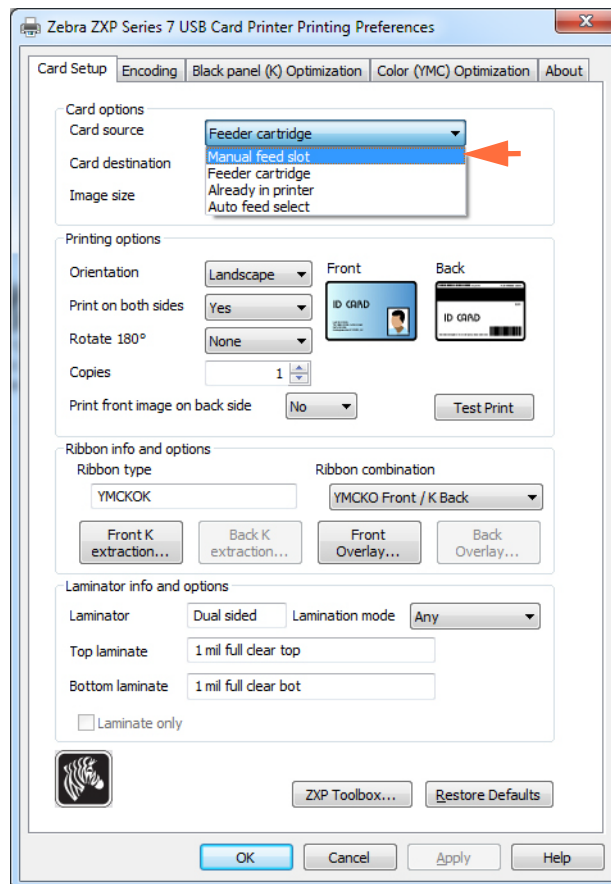 Zebra ZXP Series 7 USB Card Printer Printing Preferences
Card Setup Encoding Black panel (K) Optimization Color (YMC) Optimization About
Card options
Card source Feeder cartridge
Manual feed slot
Card destination Feeder cartridge
Already in printer
Image size
Auto feed select
Printing options
Orientation Landscape Front Back
Print on both sides Yes
ID CARD ID CARD
Rotate 180° None
Copies 1
Print front image on back side No Test Print
Ribbon info and options
Ribbon type Ribbon combination
YMCKOK YMCKO Front / K Back
Front K extraction... Back K extraction... Front Overlay... Back Overlay...
Laminator info and options
Laminator Dual sided Lamination mode Any
Top laminate 1 mil full clear top
Bottom laminate 1 mil full clear bot
Laminate only
ZXP Toolbox... Restore Defaults
OK Cancel Apply Help